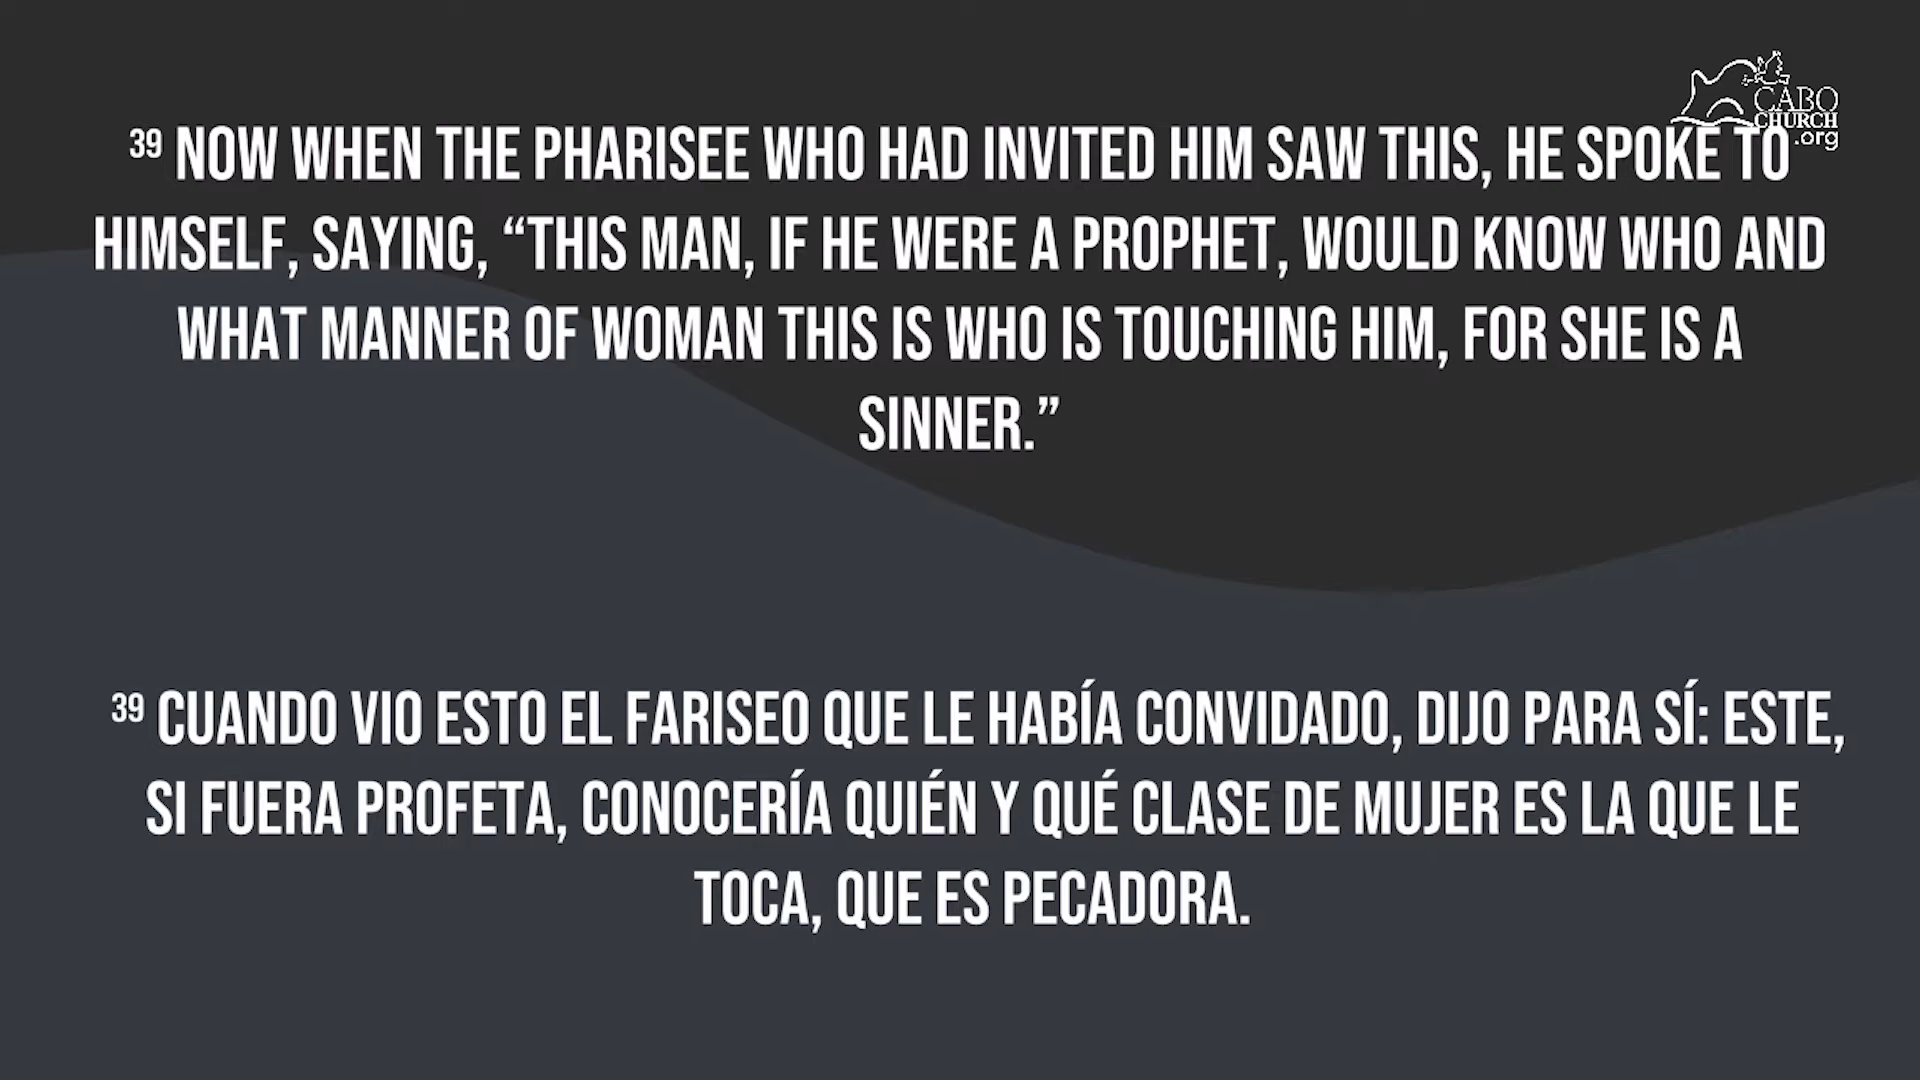 CABO
CHURCH
.org
39 NOW WHEN THE PHARISEE WHO HAD INVITED HIM SAW THIS, HE SPOKE TO
HIMSELF, SAYING, “THIS MAN, IF HE WERE A PROPHET, WOULD KNOW WHO AND
WHAT MANNER OF WOMAN THIS IS WHO IS TOUCHING HIM, FOR SHE IS A
SINNER.”
39 CUANDO VIO ESTO EL FARISEO QUE LE HABÍA CONVIDADO, DIJO PARA SÍ: ESTE,
SI FUERA PROFETA, CONOCERÍA QUIÉN Y QUÉ CLASE DE MUJER ES LA QUE LE
TOCA, QUE ES PECADORA.